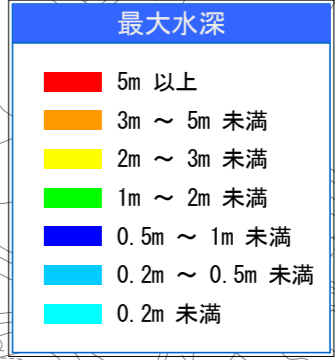 最大水深
5m 以上
3m ～ 5m 未満
2m ～ 3m 未満
1m ～ 2m 未満
0.5m ～ 1m 未満
0.2m ～ 0.5m 未満
0.2m 未満